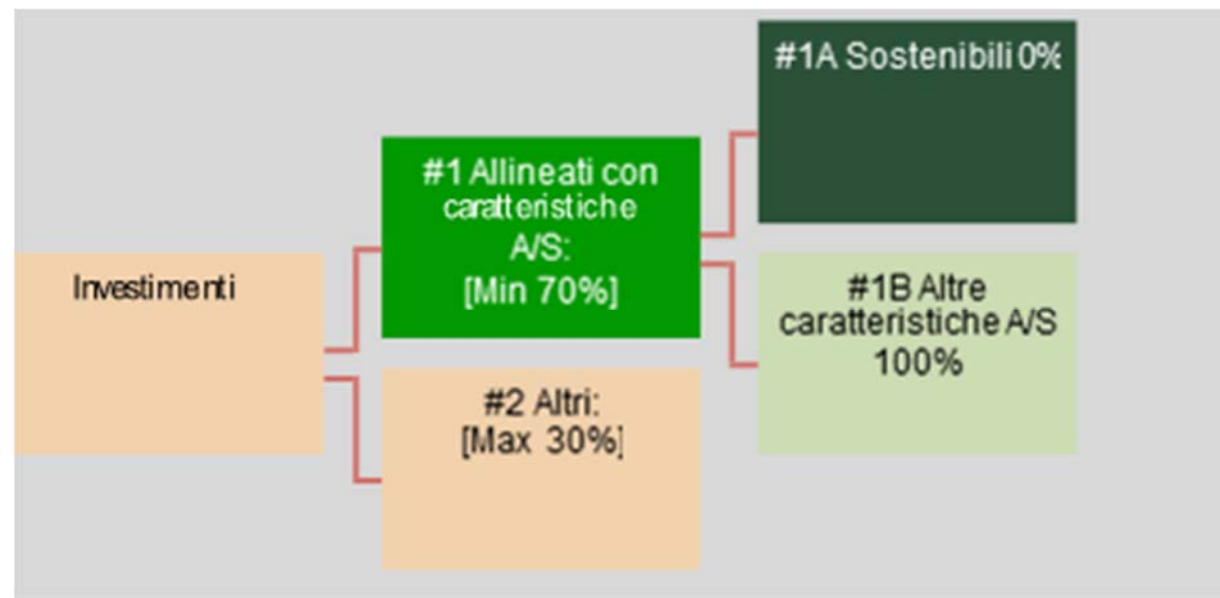 #1A Sostenibili 0%
#1 Allineati con
caratteristiche
A/S:
[Min 70%]
Investimenti
#1B Altre
caratteristiche A/S
100%
#2 Altri:
[Max 30%]